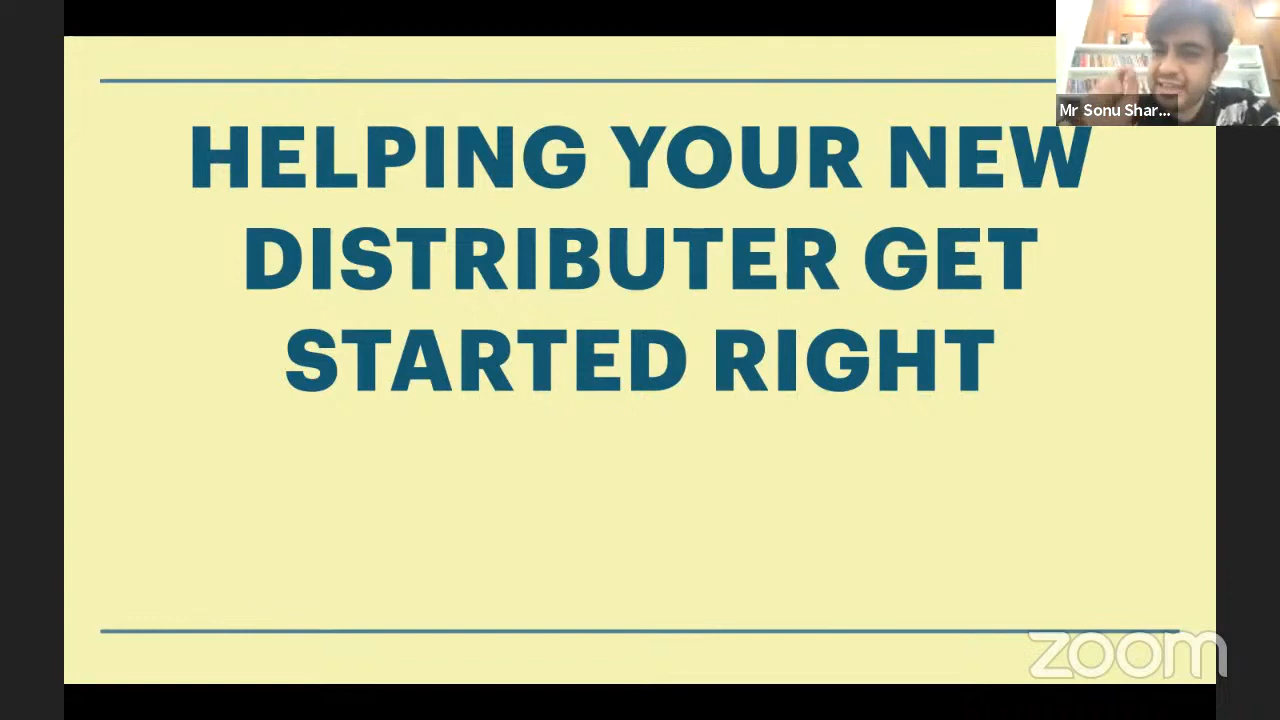 Mr Sonu Shar...
HELPING YOUR NEW
DISTRIBUTER GET
STARTED RIGHT
zoom